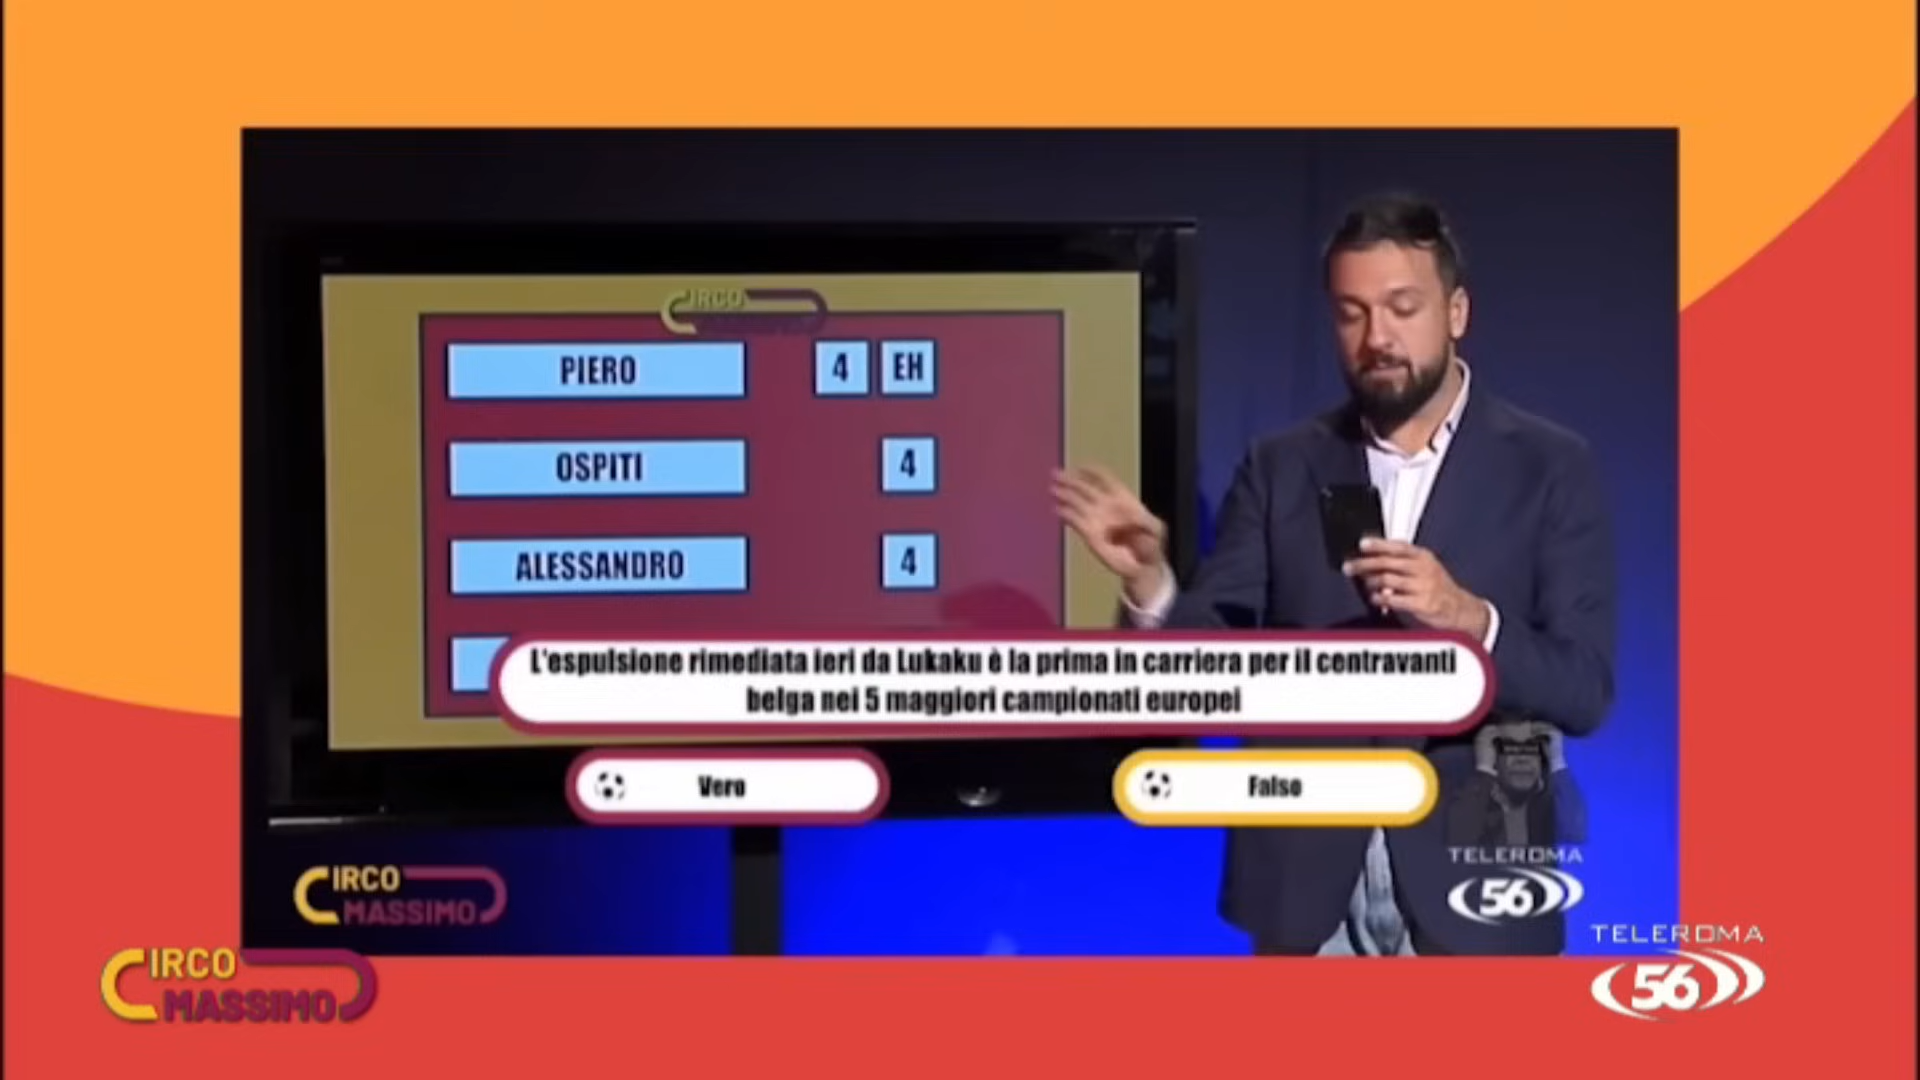 CIRCO
PIERO 4 EH
OSPITI 4
ALESSANDRO 4
L'espulsione rimediata ieri da Lukaku è la prima in carriera per il centravanti
belga nei 5 maggiori campionati europei
Vero
Falso
CIRCO
MASSIMO
TELEROMA
56
CIRCO
MASSIMO
TELEROMA
56